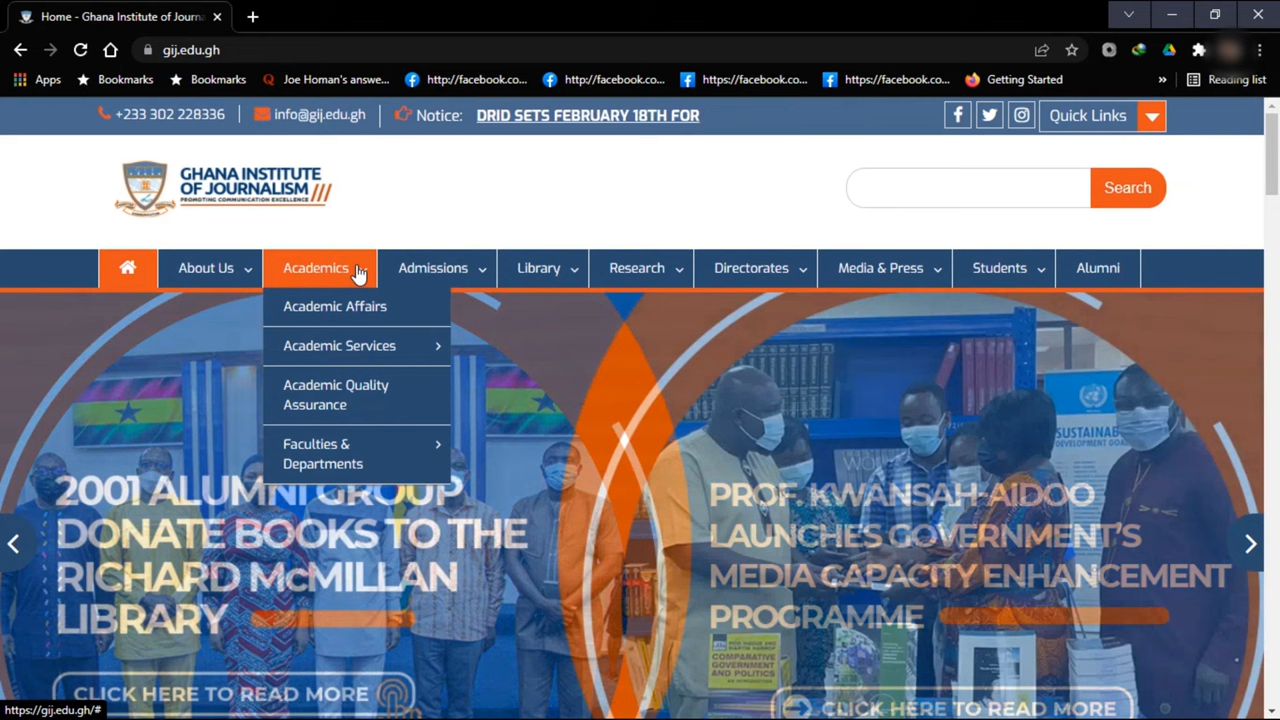 Home - Ghana Institute of Journ
gij.edu.gh
Apps
Bookmarks
Bookmarks
Joe Homan's answe...
http://facebook.co...
http://facebook.co...
https://facebook.co...
https://facebook.co...
Getting Started
»
Reading list
+233 302 228336
info@gij.edu.gh
Notice:
DRID SETS FEBRUARY 18TH FOR
Quick Links
GHANA INSTITUTE
OF JOURNALISM
PROMOTING COMMUNICATION EXCELLENCE
Search
About Us
Academics
Admissions
Library
Research
Directorates
Media & Press
Students
Alumni
Academic Affairs
Academic Services
Academic Quality
Assurance
Faculties &
Departments
2001 ALUMNI GROUP
DONATE BOOKS TO THE
RICHARD McMILLAN
LIBRARY
CLICK HERE TO READ MORE
PROF. KWANSAH-AIDOO
LAUNCHES GOVERNMENT'S
MEDIA CAPACITY ENHANCEMENT
PROGRAMME
SUSTAINAB
COMPARATIVE
GOVERNMENT
AND POLITICS
CLICK HERE TO READ MORE
https://gij.edu.gh/#